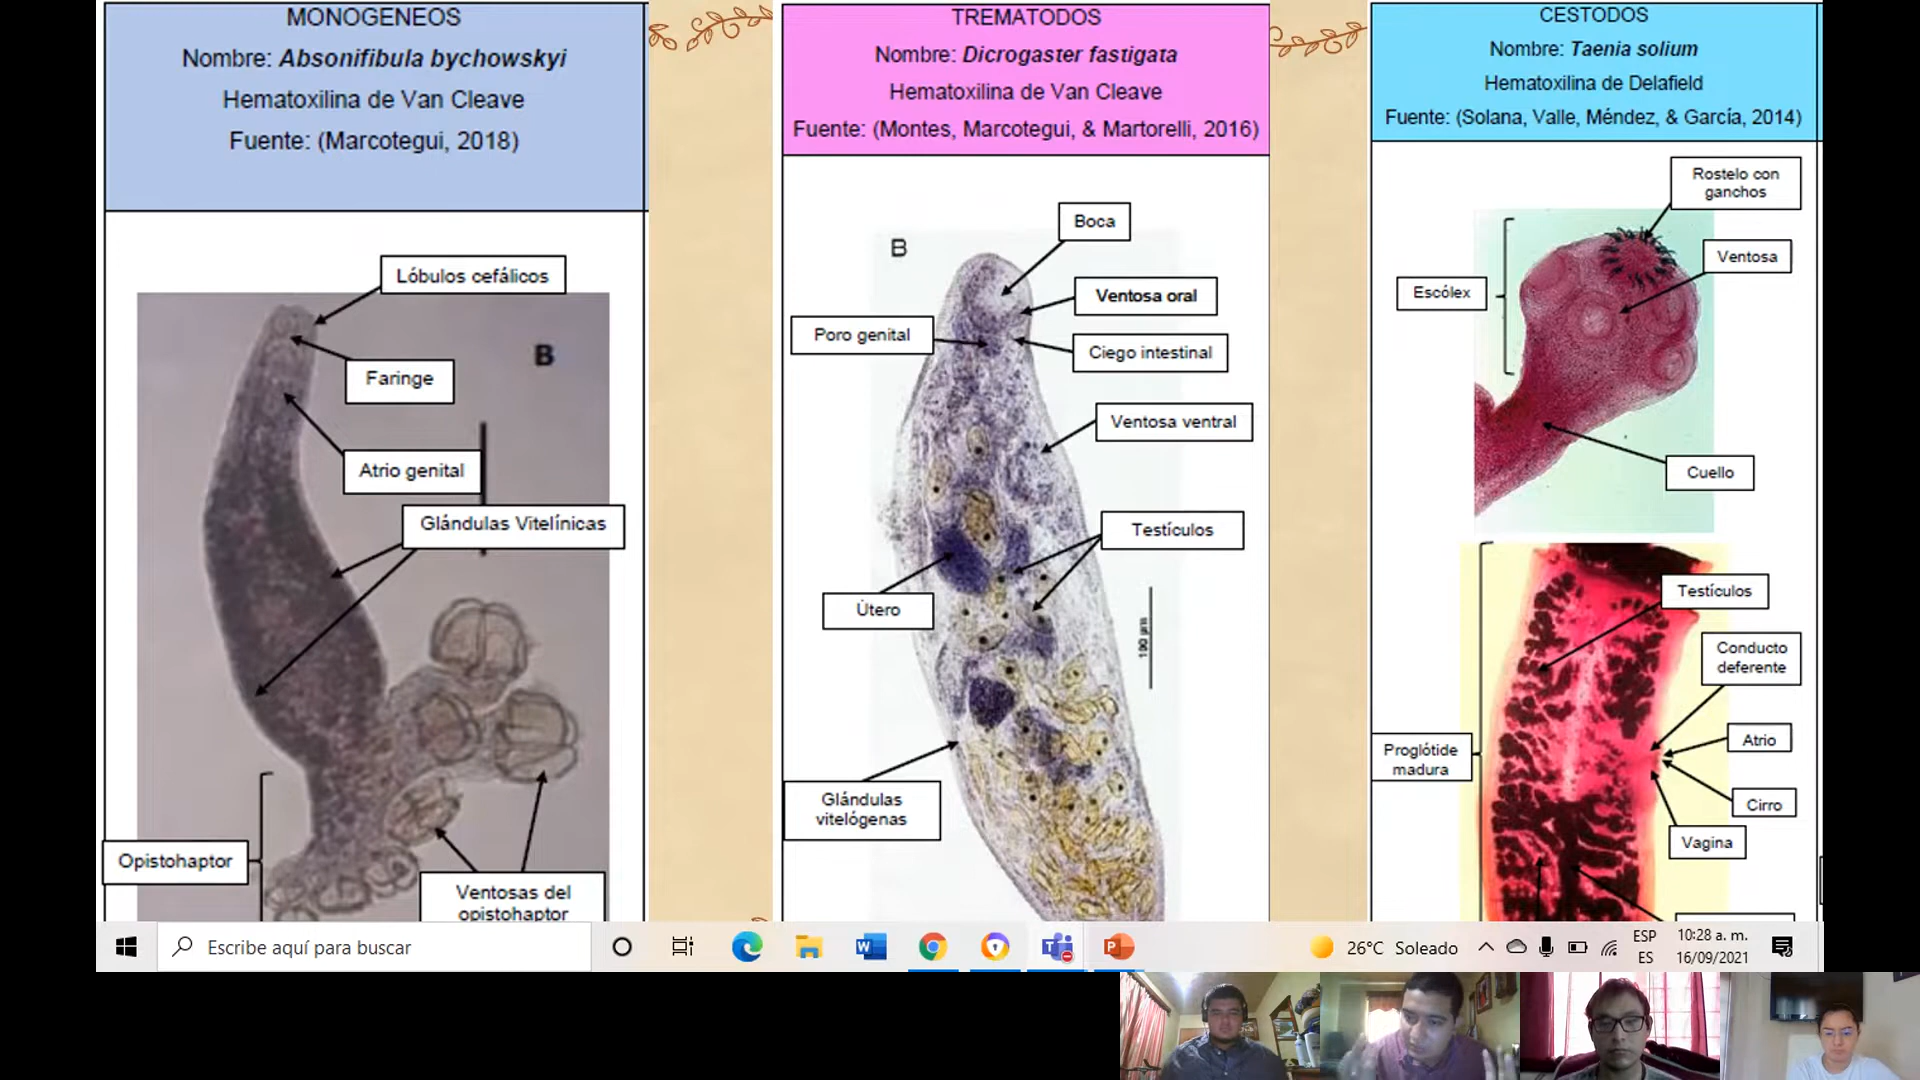 MONOGENEOS
Nombre: Absonifibula bychowskyi
Hematoxilina de Van Cleave
Fuente: (Marcotegui, 2018)
Lóbulos cefálicos
B
Faringe
Atrio genital
Glándulas Vitelínicas
Opistohaptor
Ventosas del
opistohaptor
TREMATODOS
Nombre: Dicrogaster fastigata
Hematoxilina de Van Cleave
Fuente: (Montes, Marcotegui, & Martorelli, 2016)
B
Boca
Ventosa oral
Poro genital
Ciego intestinal
Ventosa ventral
Testículos
Útero
100 µm
Glándulas
vitelógenas
CESTODOS
Nombre: Taenia solium
Hematoxilina de Delafield
Fuente: (Solana, Valle, Méndez, & García, 2014)
Rostelo con
ganchos
Ventosa
Escólex
Cuello
Testículos
Conducto
deferente
Proglótide
madura
Atrio
Cirro
Vagina
Escribe aquí para buscar
26°C Soleado
ESP
ES
10:28 a. m.
16/09/2021